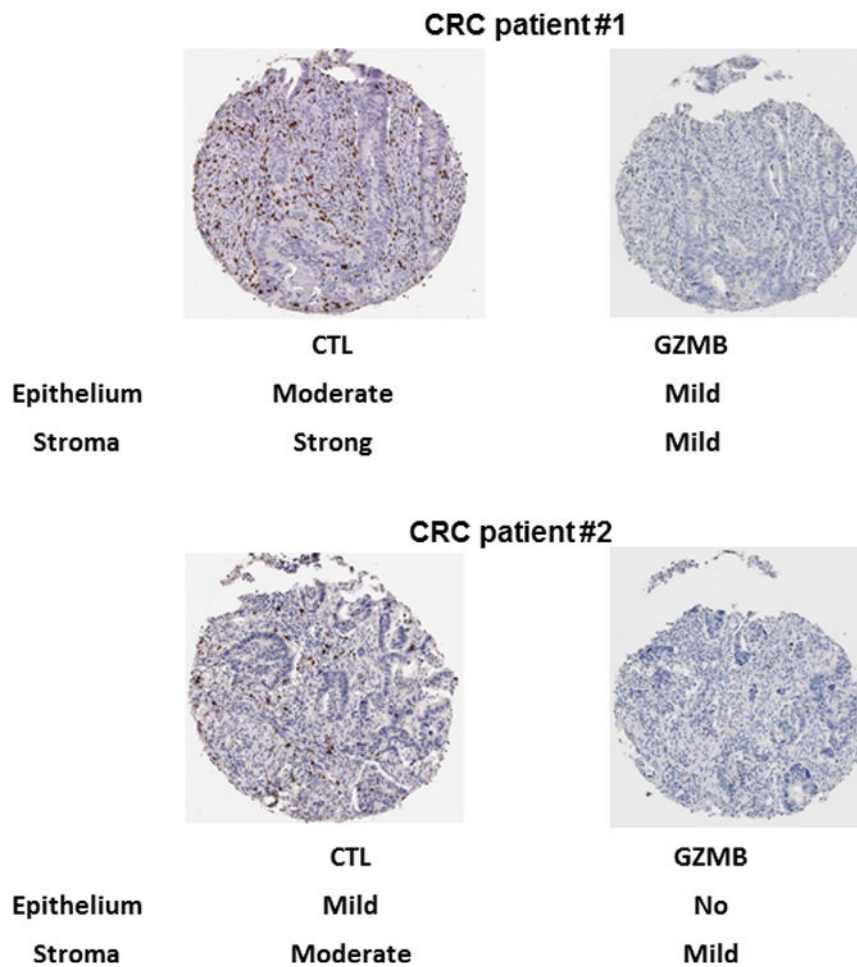 CRC patient #1
CTL GZMB
Epithelium Moderate Mild
Stroma Strong Mild
CRC patient #2
CTL GZMB
Epithelium Mild No
Stroma Moderate Mild